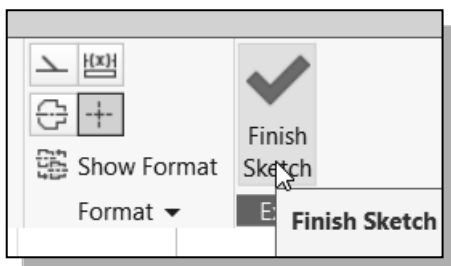 Finish
Sketch
Show Format
Format
Finish Sketch